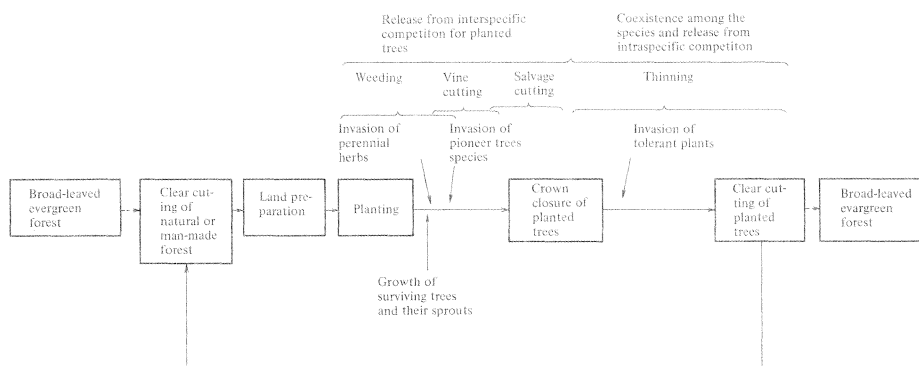 Release from interspecific
competiton for planted
trees
Coexistence among the
species and release from
intraspecific competiton
Weeding
Vine
cutting
Salvage
cutting
Thinning
Invasion of
perennial
herbs
Invasion of
pioneer trees
species
Invasion of
tolerant plants
Broad-leaved
evergreen
forest
Clear cut-
ting of
natural or
man-made
forest
Land pre-
paration
Planting
Crown
closure of
planted
trees
Clear cut-
ting of
planted
trees
Broad-leaved
evargreen
forest
Growth of
surviving trees
and their sprouts